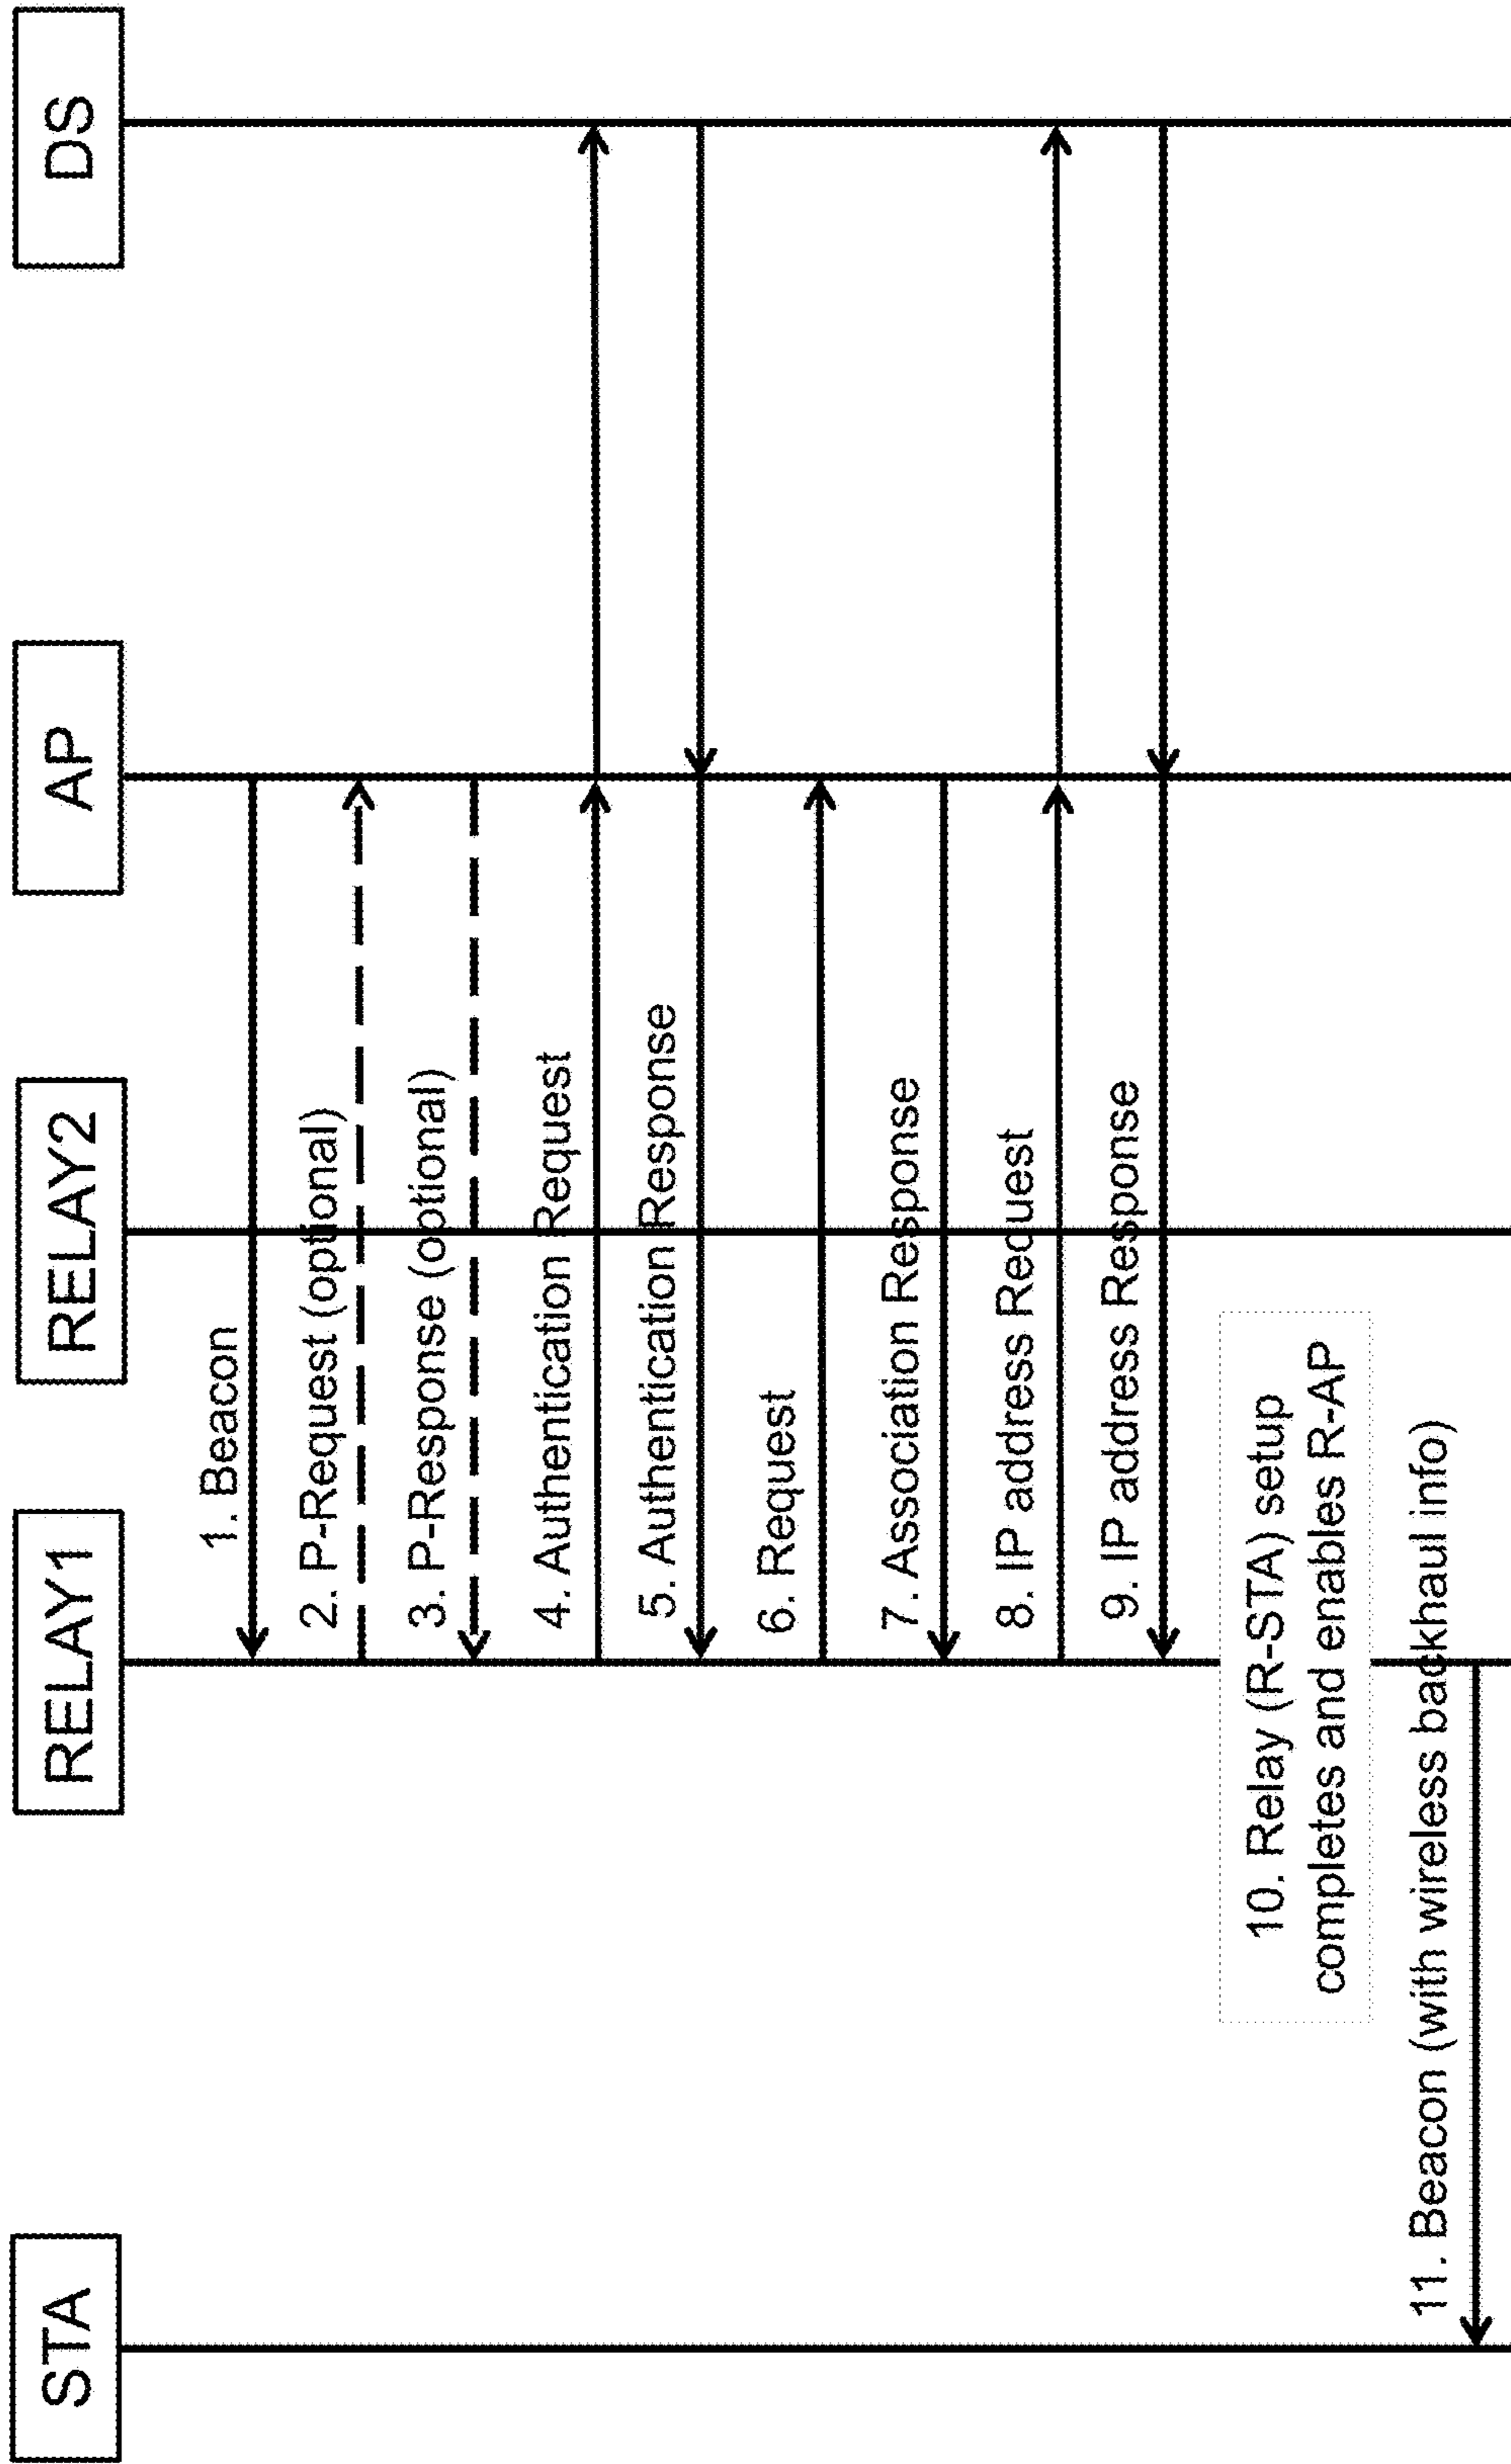 STA
RELAY1
RELAY2
AP
DS
1. Beacon
2. P-Request (optional)
3. P-Response (optional)
4. Authentication Request
5. Authentication Response
6. Request
7. Association Response
8. IP address Request
9. IP address Response
10. Relay (R-STA) setup
completes and enables R-AP
11. Beacon (with wireless backhaul info)